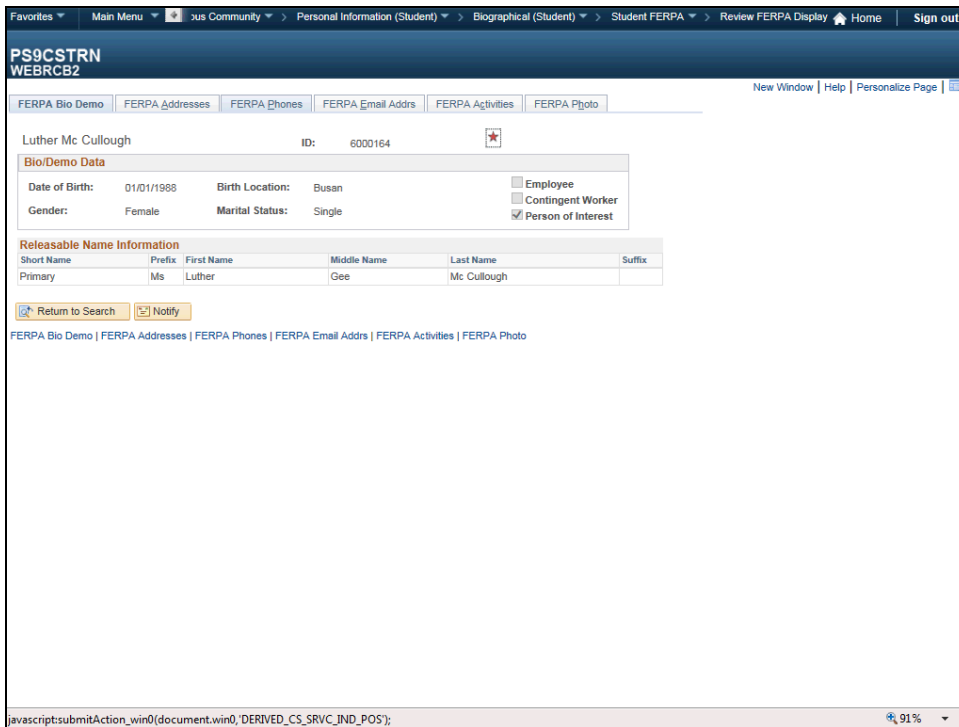 Favorites Main Menu ous Community > Personal Information (Student) > Biographical (Student) > Student FERPA > Review FERPA Display Home | Sign out
PS9CSTRN
WEBRCB2
New Window | Help | Personalize Page |
FERPA Bio Demo FERPA Addresses FERPA Phones FERPA Email Addrs FERPA Activities FERPA Photo
Luther Mc Cullough ID: 6000164
Bio/Demo Data
Date of Birth: 01/01/1988 Birth Location: Busan Employee
Contingent Worker
Gender: Female Marital Status: Single Person of Interest
Releasable Name Information
Short Name Prefix First Name Middle Name Last Name Suffix
Primary Ms Luther Gee Mc Cullough
Return to Search Notify
FERPA Bio Demo | FERPA Addresses | FERPA Phones | FERPA Email Addrs | FERPA Activities | FERPA Photo
javascript:submitAction_win0(document.win0,'DERIVED_CS_SRVC_IND_POS'); 91%